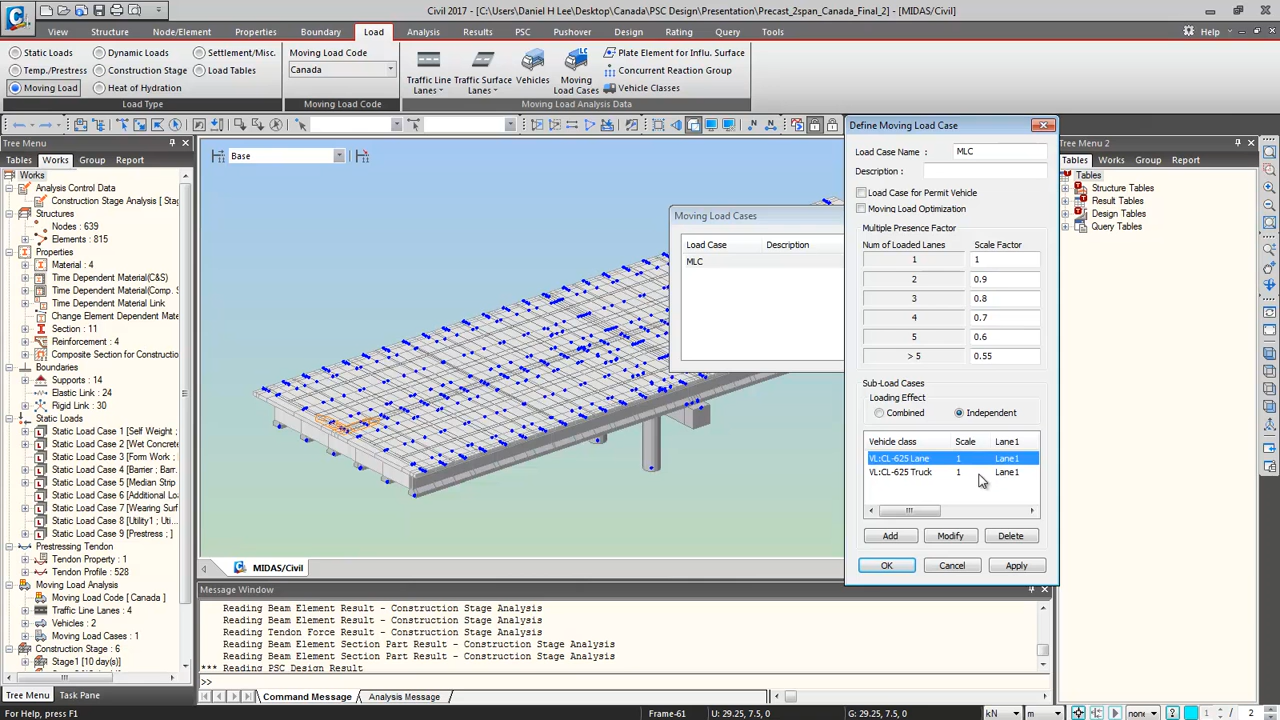 Civil 2017 - [C:\Users\Daniel H Lee\Desktop\Canada\PSC Design\Presentation\Precast_2span_Canada_Final_2] - [MIDAS/Civil]
View Structure Node/Element Properties Boundary Load Analysis Results PSC Pushover Design Rating Query Tools Help
Static Loads Dynamic Loads Settlement/Misc. Moving Load Code Plate Element for Influ. Surface
Temp./Prestress Construction Stage Load Tables Canada Traffic Line Lanes Traffic Surface Lanes Vehicles Moving Load Cases Concurrent Reaction Group
Moving Load Heat of Hydration Vehicle Classes
Load Type Moving Load Code Moving Load Analysis Data
Tree Menu
Tables Works Group Report
Works
Analysis Control Data
Construction Stage Analysis [ Stag
Structures
Nodes : 639
Elements : 815
Properties
Material : 4
Time Dependent Material(C&S)
Time Dependent Material(Comp. S
Time Dependent Material Link
Change Element Dependent Mater
Section : 11
Reinforcement : 4
Composite Section for Constructio
Boundaries
Supports : 14
Elastic Link : 24
Rigid Link : 30
Static Loads
Static Load Case 1 [Self Weight ;
Static Load Case 2 [Wet Concrete
Static Load Case 3 [Form Work ;
Static Load Case 4 [Barrier ; Barr
Static Load Case 5 [Median Strip
Static Load Case 6 [Additional Loa
Static Load Case 7 [Wearing Surf
Static Load Case 8 [Utility1 ; Utili
Static Load Case 9 [Prestress ; ]
Prestressing Tendon
Tendon Property : 1
Tendon Profile : 528
Moving Load Analysis
Moving Load Code [ Canada ]
Traffic Line Lanes : 4
Vehicles : 2
Moving Load Cases : 1
Construction Stage : 6
Stage1 [10 day(s)]
Tree Menu Task Pane
Base
Moving Load Cases
Load Case Description
MLC
MIDAS/Civil
Define Moving Load Case
Load Case Name : MLC
Description :
Load Case for Permit Vehicle
Moving Load Optimization
Multiple Presence Factor
Num of Loaded Lanes Scale Factor
1 1
2 0.9
3 0.8
4 0.7
5 0.6
> 5 0.55
Sub-Load Cases
Loading Effect
Combined Independent
Vehicle class Scale Lane1
VL:CL-625 Lane 1 Lane1
VL:CL-625 Truck 1 Lane1
Add Modify Delete
OK Cancel Apply
Tree Menu 2
Tables Works Group Report
Tables
Structure Tables
Result Tables
Design Tables
Query Tables
Message Window
Reading Beam Element Result - Construction Stage Analysis
Reading Beam Element Result - Construction Stage Analysis
Reading Tendon Force Result - Construction Stage Analysis
Reading Beam Element Section Part Result - Construction Stage Analysis
Reading Beam Element Section Part Result - Construction Stage Analysis
*** Reading PSC Design Result
>>
Command Message Analysis Message
For Help, press F1 Frame-61 U: 29.25, 7.5, 0 G: 29.25, 7.5, 0 kN m none 1 / 2